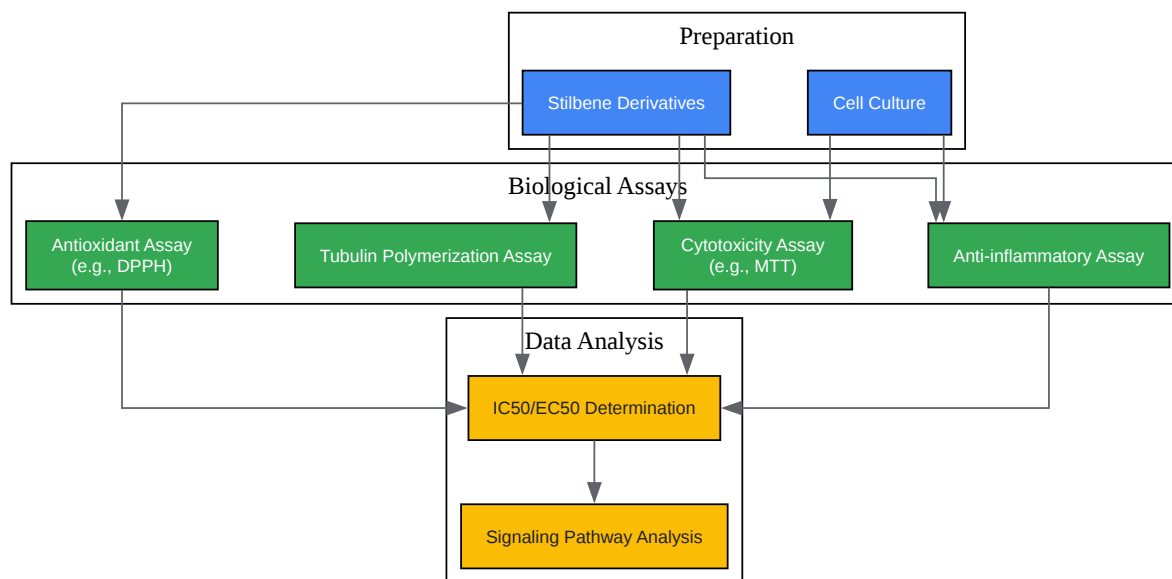 Preparation
Stilbene Derivatives
Cell Culture
Biological Assays
Antioxidant Assay
(e.g., DPPH)
Tubulin Polymerization Assay
Cytotoxicity Assay
(e.g., MTT)
Anti-inflammatory Assay
Data Analysis
IC50/EC50 Determination
Signaling Pathway Analysis